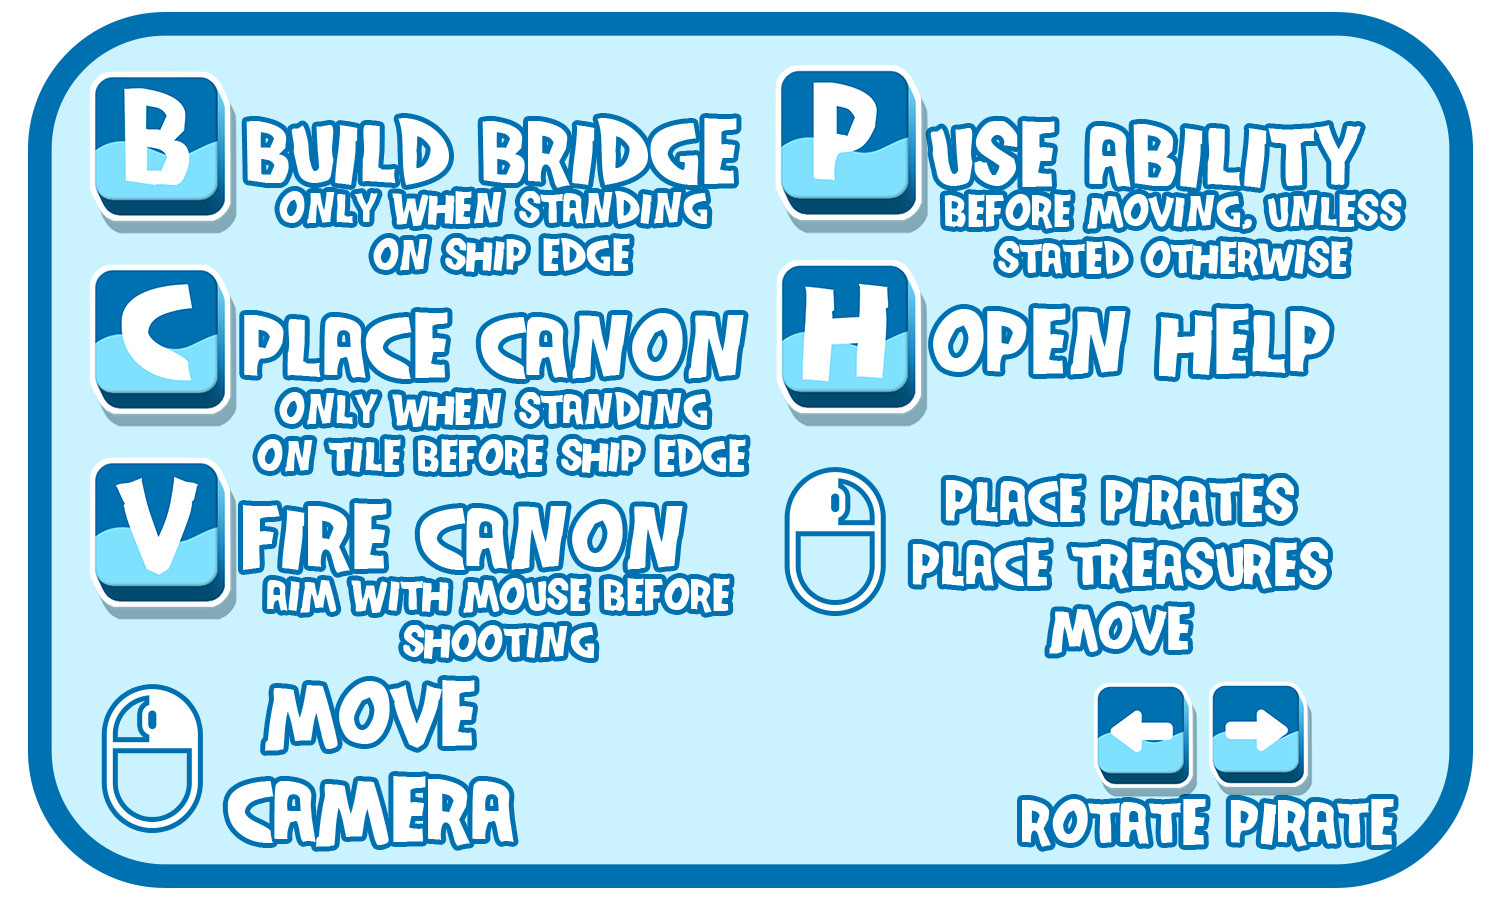 B
BUILD BRIDGE
ONLY WHEN STANDING
ON SHIP EDGE
C
PLACE CANON
ONLY WHEN STANDING
ON TILE BEFORE SHIP EDGE
V
FIRE CANON
AIM WITH MOUSE BEFORE
SHOOTING
MOVE
CAMERA
P
USE ABILITY
BEFORE MOVING, UNLESS
STATED OTHERWISE
H
OPEN HELP
PLACE PIRATES
PLACE TREASURES
MOVE
ROTATE PIRATE